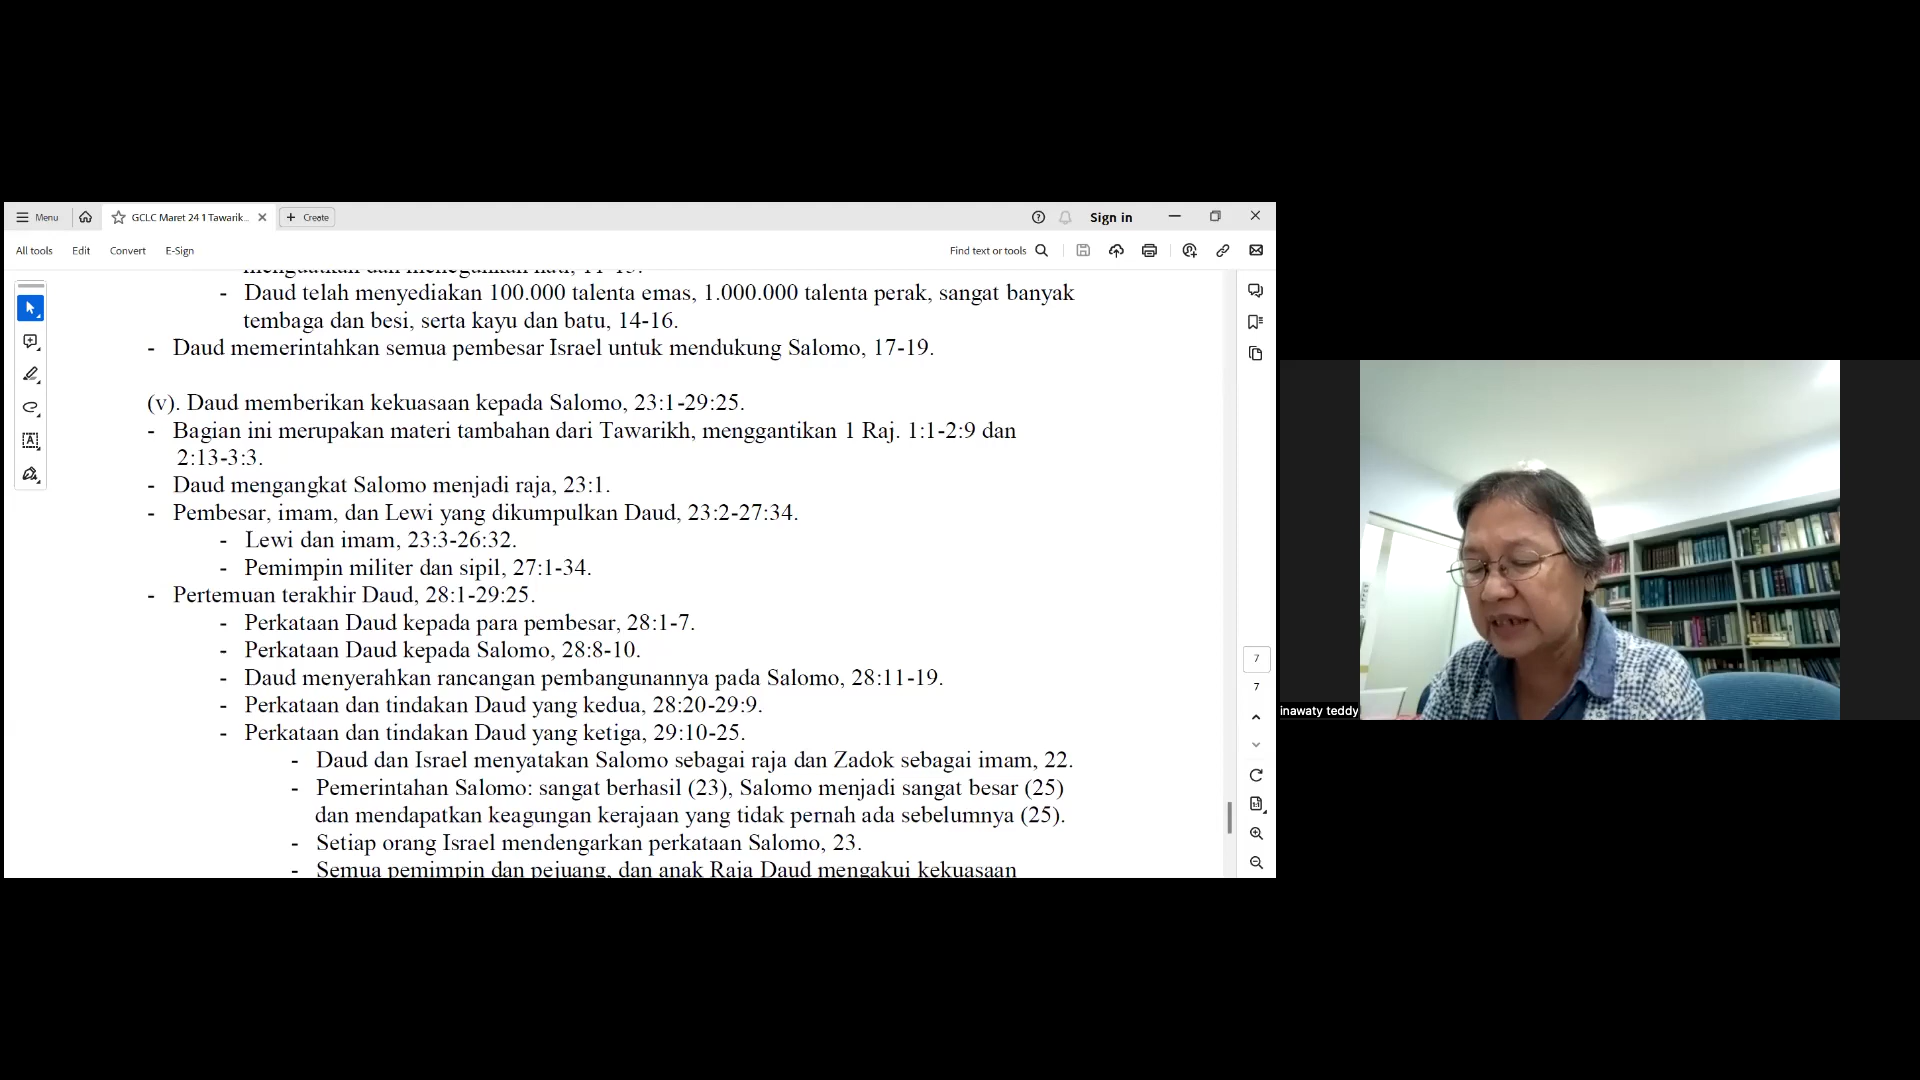 Menu
GCLC Maret 24 1 Tawarik...
Create
Sign in
All tools
Edit
Convert
E-Sign
Find text or tools
menguatkan dan meneguhkan hati, 11-13.
- Daud telah menyediakan 100.000 talenta emas, 1.000.000 talenta perak, sangat banyak
tembaga dan besi, serta kayu dan batu, 14-16.
- Daud memerintahkan semua pembesar Israel untuk mendukung Salomo, 17-19.
(v). Daud memberikan kekuasaan kepada Salomo, 23:1-29:25.
- Bagian ini merupakan materi tambahan dari Tawarikh, menggantikan 1 Raj. 1:1-2:9 dan
2:13-3:3.
- Daud mengangkat Salomo menjadi raja, 23:1.
- Pembesar, imam, dan Lewi yang dikumpulkan Daud, 23:2-27:34.
- Lewi dan imam, 23:3-26:32.
- Pemimpin militer dan sipil, 27:1-34.
- Pertemuan terakhir Daud, 28:1-29:25.
- Perkataan Daud kepada para pembesar, 28:1-7.
- Perkataan Daud kepada Salomo, 28:8-10.
- Daud menyerahkan rancangan pembangunannya pada Salomo, 28:11-19.
- Perkataan dan tindakan Daud yang kedua, 28:20-29:9.
- Perkataan dan tindakan Daud yang ketiga, 29:10-25.
- Daud dan Israel menyatakan Salomo sebagai raja dan Zadok sebagai imam, 22.
- Pemerintahan Salomo: sangat berhasil (23), Salomo menjadi sangat besar (25)
dan mendapatkan keagungan kerajaan yang tidak pernah ada sebelumnya (25).
- Setiap orang Israel mendengarkan perkataan Salomo, 23.
- Semua pemimpin dan pejuang, dan anak Raja Daud mengakui kekuasaan
7
7
inawaty teddy